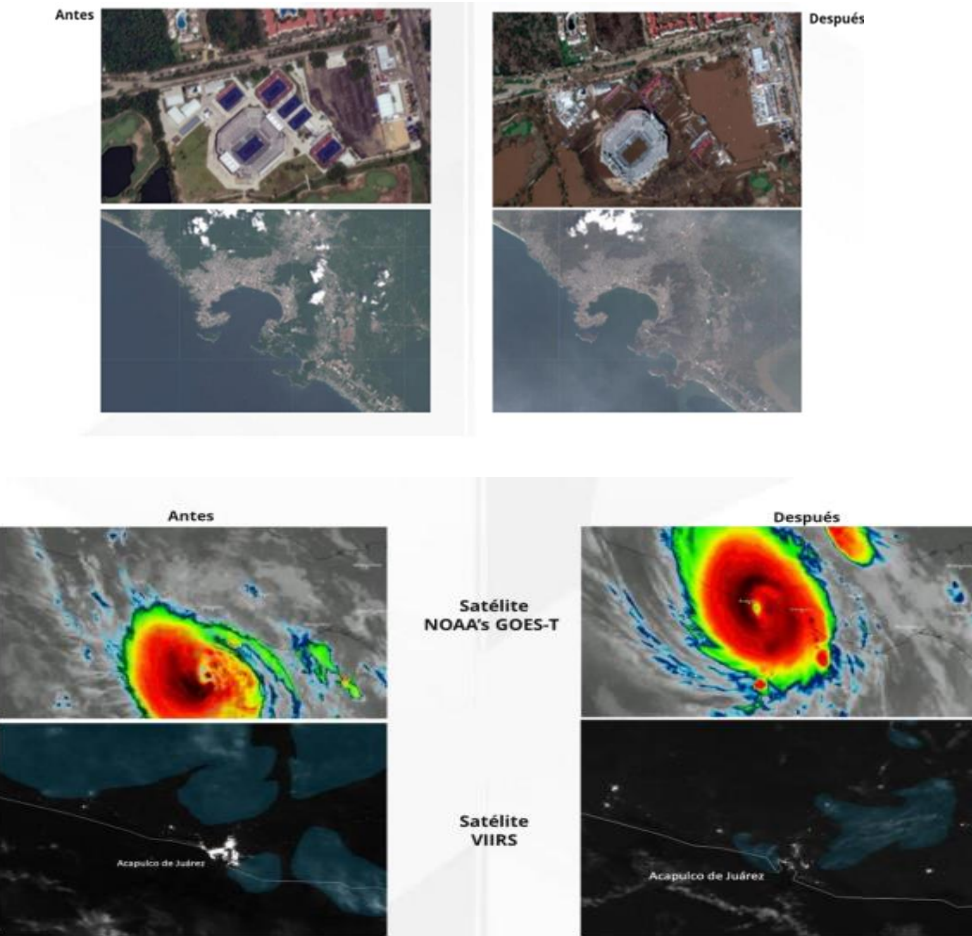 Antes
Después
Antes
Después
Satélite
NOAA's GOES-T
Satélite
VIIRS
Acapulco de Juárez
Acapulco de Juárez